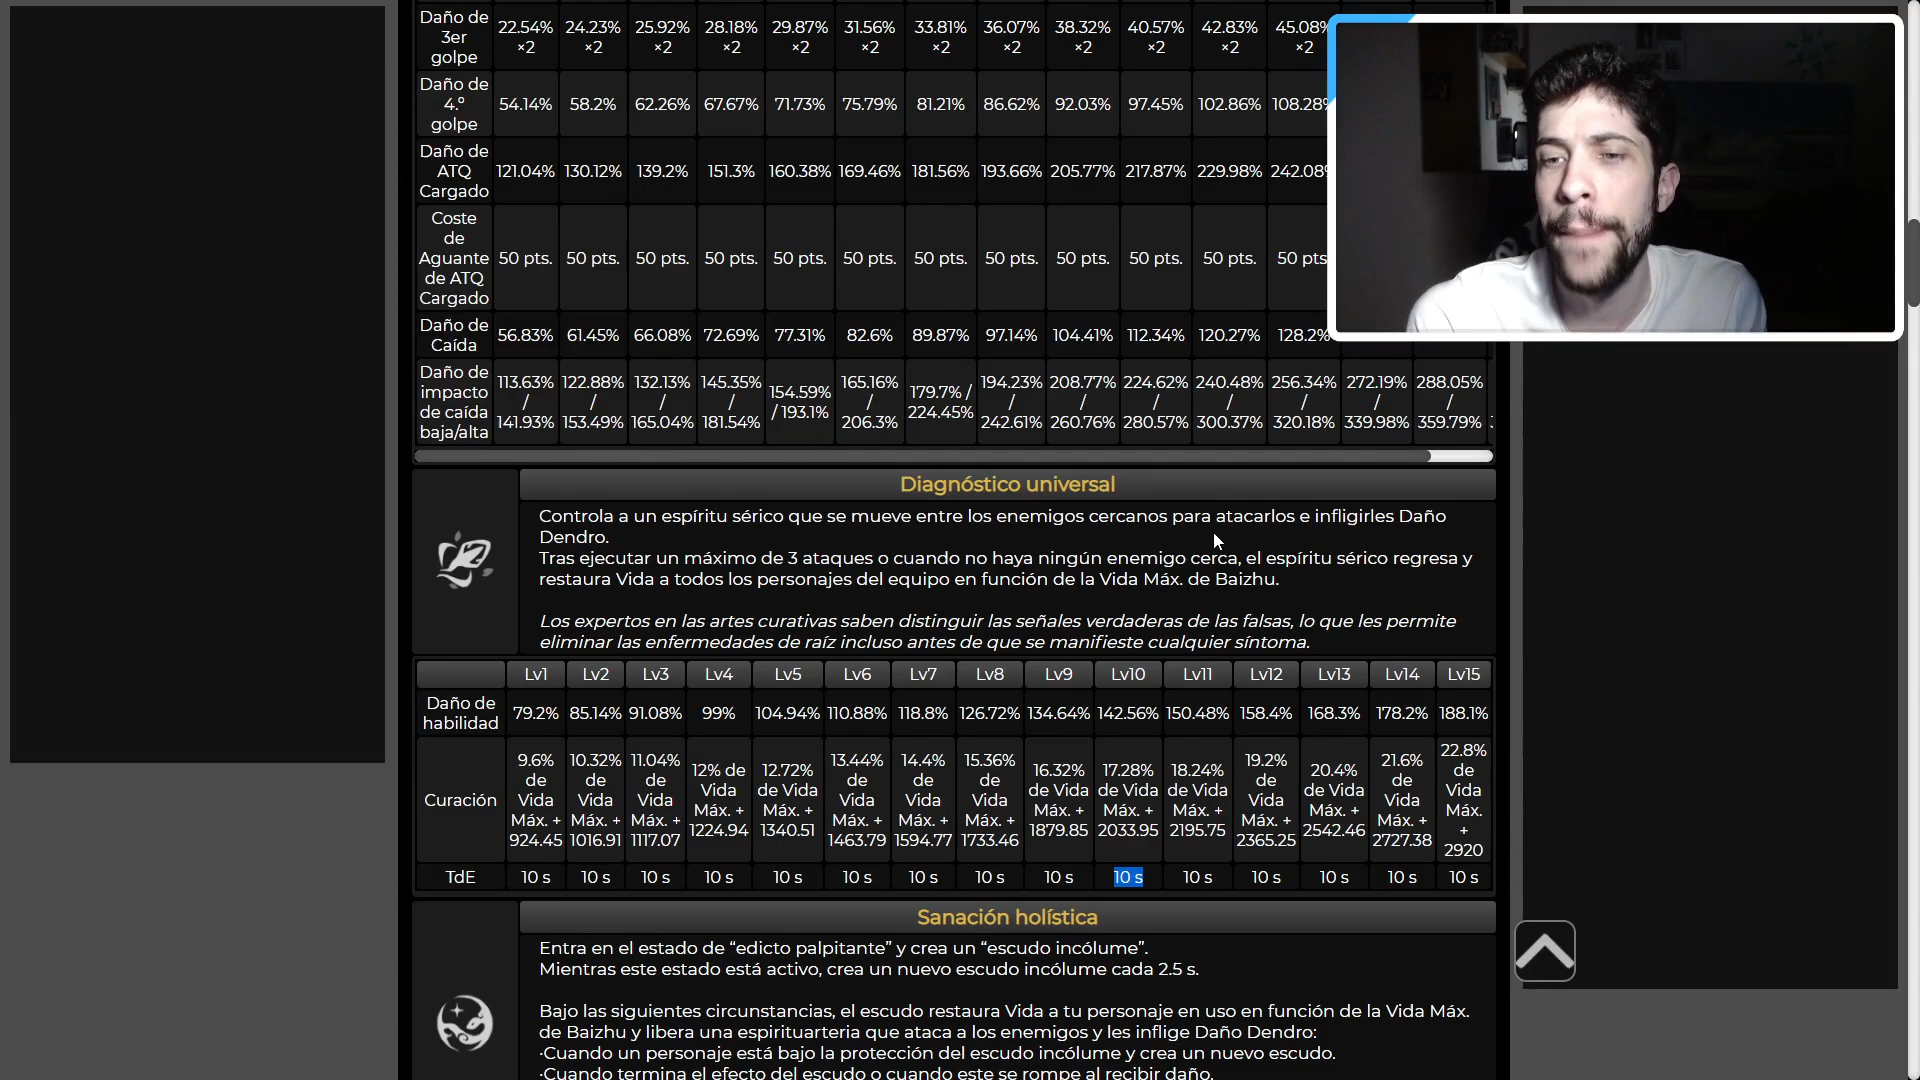 Daño de 3er golpe 22.54% ×2 24.23% ×2 25.92% ×2 28.18% ×2 29.87% ×2 31.56% ×2 33.81% ×2 36.07% ×2 38.32% ×2 40.57% ×2 42.83% ×2 45.08% ×2
Daño de 4.º golpe 54.14% 58.2% 62.26% 67.67% 71.73% 75.79% 81.21% 86.62% 92.03% 97.45% 102.86% 108.28%
Daño de ATQ Cargado 121.04% 130.12% 139.2% 151.3% 160.38% 169.46% 181.56% 193.66% 205.77% 217.87% 229.98% 242.08%
Coste de Aguante de ATQ Cargado 50 pts. 50 pts. 50 pts. 50 pts. 50 pts. 50 pts. 50 pts. 50 pts. 50 pts. 50 pts. 50 pts. 50 pts.
Daño de Caída 56.83% 61.45% 66.08% 72.69% 77.31% 82.6% 89.87% 97.14% 104.41% 112.34% 120.27% 128.2%
Daño de impacto de caída baja/alta 113.63% / 141.93% 122.88% / 153.49% 132.13% / 165.04% 145.35% / 181.54% 154.59% / 193.1% 165.16% / 206.3% 179.7% / 224.45% 194.23% / 242.61% 208.77% / 260.76% 224.62% / 280.57% 240.48% / 300.37% 256.34% / 320.18% 272.19% / 339.98% 288.05% / 359.79%
Diagnóstico universal
Controla a un espíritu sérico que se mueve entre los enemigos cercanos para atacarlos e infligirles Daño
Dendro.
Tras ejecutar un máximo de 3 ataques o cuando no haya ningún enemigo cerca, el espíritu sérico regresa y
restaura Vida a todos los personajes del equipo en función de la Vida Máx. de Baizhu.
Los expertos en las artes curativas saben distinguir las señales verdaderas de las falsas, lo que les permite
eliminar las enfermedades de raíz incluso antes de que se manifieste cualquier síntoma.
Lv1 Lv2 Lv3 Lv4 Lv5 Lv6 Lv7 Lv8 Lv9 Lv10 Lv11 Lv12 Lv13 Lv14 Lv15
Daño de habilidad 79.2% 85.14% 91.08% 99% 104.94% 110.88% 118.8% 126.72% 134.64% 142.56% 150.48% 158.4% 168.3% 178.2% 188.1%
Curación 9.6% de Vida Máx. + 924.45 10.32% de Vida Máx. + 1016.91 11.04% de Vida Máx. + 1117.07 12% de Vida Máx. + 1224.94 12.72% de Vida Máx. + 1340.51 13.44% de Vida Máx. + 1463.79 14.4% de Vida Máx. + 1594.77 15.36% de Vida Máx. + 1733.46 16.32% de Vida Máx. + 1879.85 17.28% de Vida Máx. + 2033.95 18.24% de Vida Máx. + 2195.75 19.2% de Vida Máx. + 2365.25 20.4% de Vida Máx. + 2542.46 21.6% de Vida Máx. + 2727.38 22.8% de Vida Máx. + 2920
TdE 10 s 10 s 10 s 10 s 10 s 10 s 10 s 10 s 10 s 10 s 10 s 10 s 10 s 10 s 10 s
Sanación holística
Entra en el estado de “edicto palpitante” y crea un “escudo incólume”.
Mientras este estado está activo, crea un nuevo escudo incólume cada 2.5 s.
Bajo las siguientes circunstancias, el escudo restaura Vida a tu personaje en uso en función de la Vida Máx.
de Baizhu y libera una espirituarteria que ataca a los enemigos y les inflige Daño Dendro:
·Cuando un personaje está bajo la protección del escudo incólume y crea un nuevo escudo.
·Cuando termina el efecto del escudo o cuando este se rompe al recibir daño.